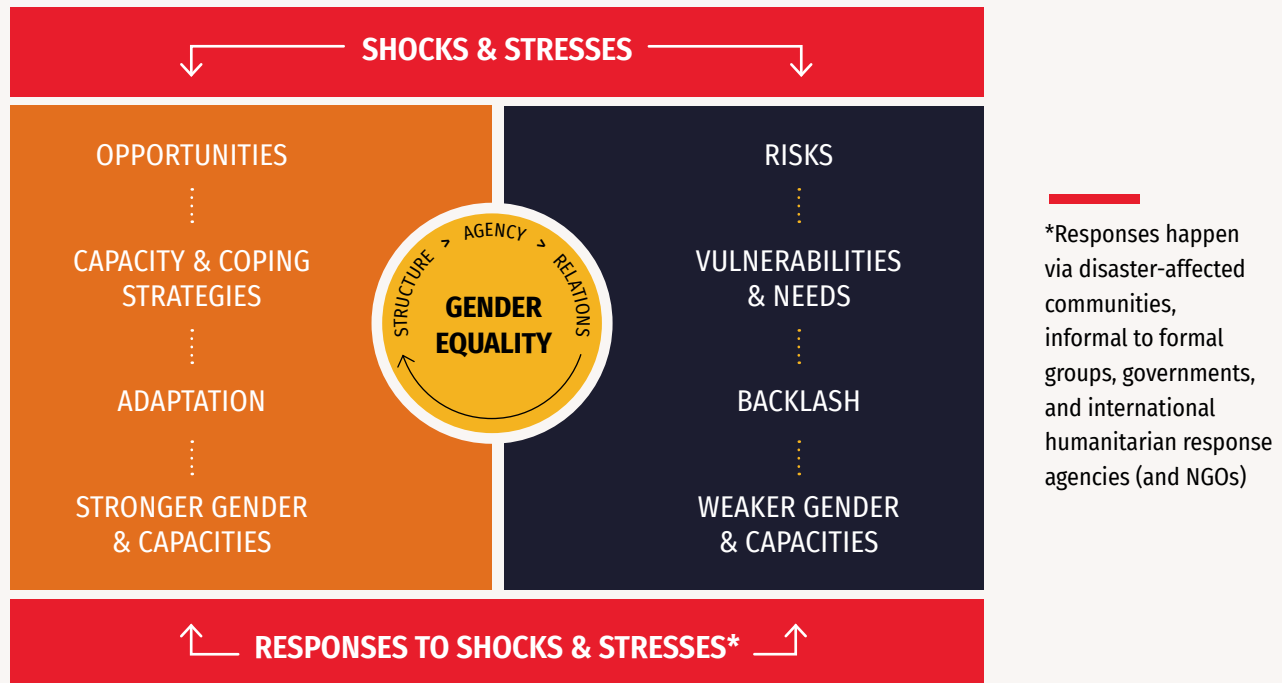 SHOCKS & STRESSES
OPPORTUNITIES
CAPACITY & COPING
STRATEGIES
ADAPTATION
STRONGER GENDER
& CAPACITIES
STRUCTURE > AGENCY > RELATIONS
GENDER
EQUALITY
RISKS
VULNERABILITIES
& NEEDS
BACKLASH
WEAKER GENDER
& CAPACITIES
RESPONSES TO SHOCKS & STRESSES*
*Responses happen
via disaster-affected
communities,
informal to formal
groups, governments,
and international
humanitarian response
agencies (and NGOs)